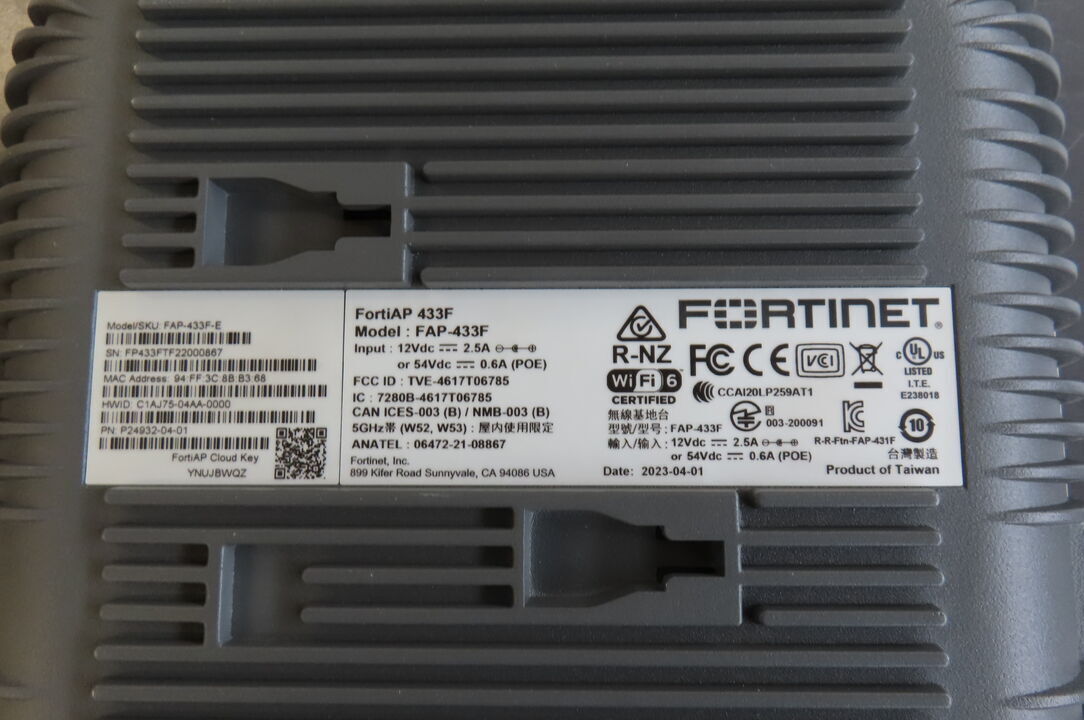 Model/SKU: FAP-433F-E
SN: FP433FTF22000867
MAC Address: 94:FF:3C:8B:B3:68
HWID: C1AJ75-04AA-0000
PN: P24932-04-01
FortiAP Cloud Key
YNUJBWQZ
FortiAP 433F
Model : FAP-433F
Input : 12Vdc ⎓ 2.5A
or 54Vdc ⎓ 0.6A (POE)
FCC ID : TVE-4617T06785
IC : 7280B-4617T06785
CAN ICES-003 (B) / NMB-003 (B)
5GHz帯 (W52, W53) : 屋内使用限定
ANATEL : 06472-21-08867
Fortinet, Inc.
899 Kifer Road Sunnyvale, CA 94086 USA
FORTINET®
R-NZ
FC CE VCI
c UL us
LISTED
I.T.E.
E238018
Wi Fi 6
CERTIFIED
CCAI20LP259AT1
無線基地台
型號/型号: FAP-433F
輸入/输入 : 12Vdc ⎓ 2.5A
or 54Vdc ⎓ 0.6A (POE)
Date: 2023-04-01
003-200091
R-R-Ftn-FAP-431F
10
台灣製造
Product of Taiwan